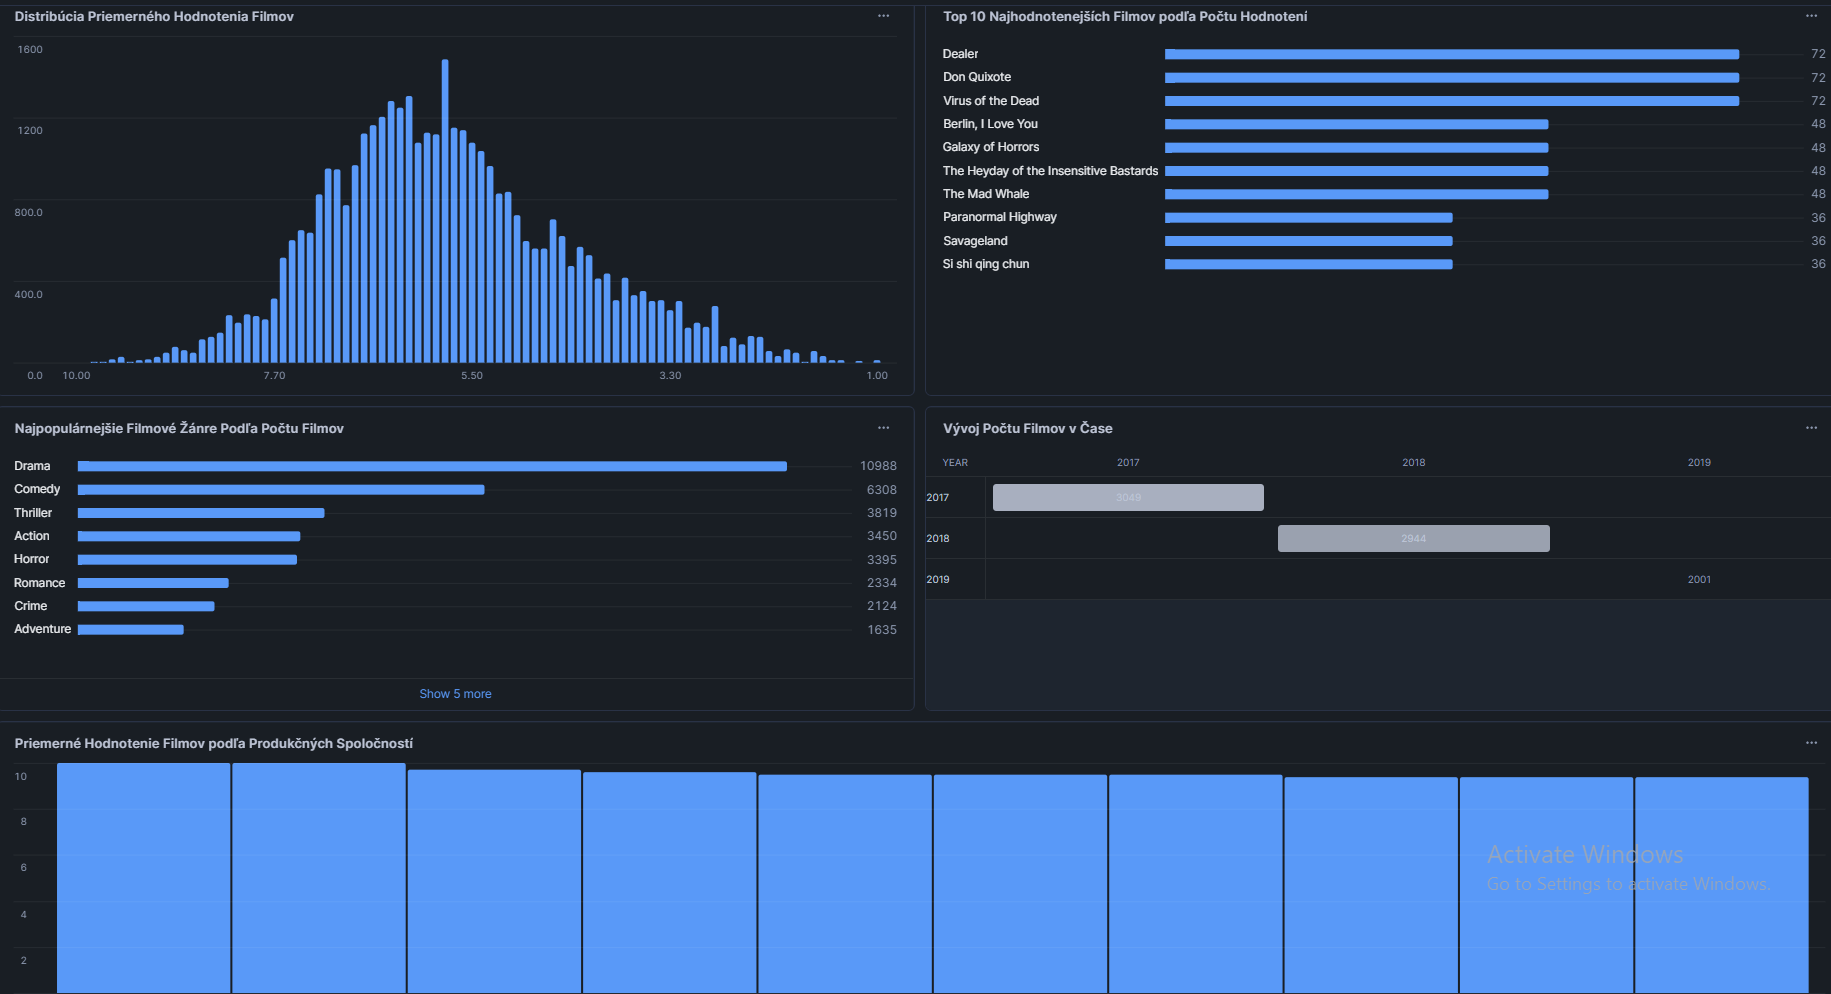 Distribúcia Priemerného Hodnotenia Filmov
1600
1200
800.0
400.0
0.0 10.00 7.70 5.50 3.30 1.00
Top 10 Najhodnotenejších Filmov podľa Počtu Hodnotení
Dealer 72
Don Quixote 72
Virus of the Dead 72
Berlin, I Love You 48
Galaxy of Horrors 48
The Heyday of the Insensitive Bastards 48
The Mad Whale 48
Paranormal Highway 36
Savageland 36
Si shi qing chun 36
Najpopulárnejšie Filmové Žánre Podľa Počtu Filmov
Drama 10988
Comedy 6308
Thriller 3819
Action 3450
Horror 3395
Romance 2334
Crime 2124
Adventure 1635
Show 5 more
Vývoj Počtu Filmov v Čase
YEAR 2017 2018 2019
2017 3049
2018 2944
2019 2001
Priemerné Hodnotenie Filmov podľa Produkčných Spoločností
10
8
6
4
2
Activate Windows
Go to Settings to activate Windows.